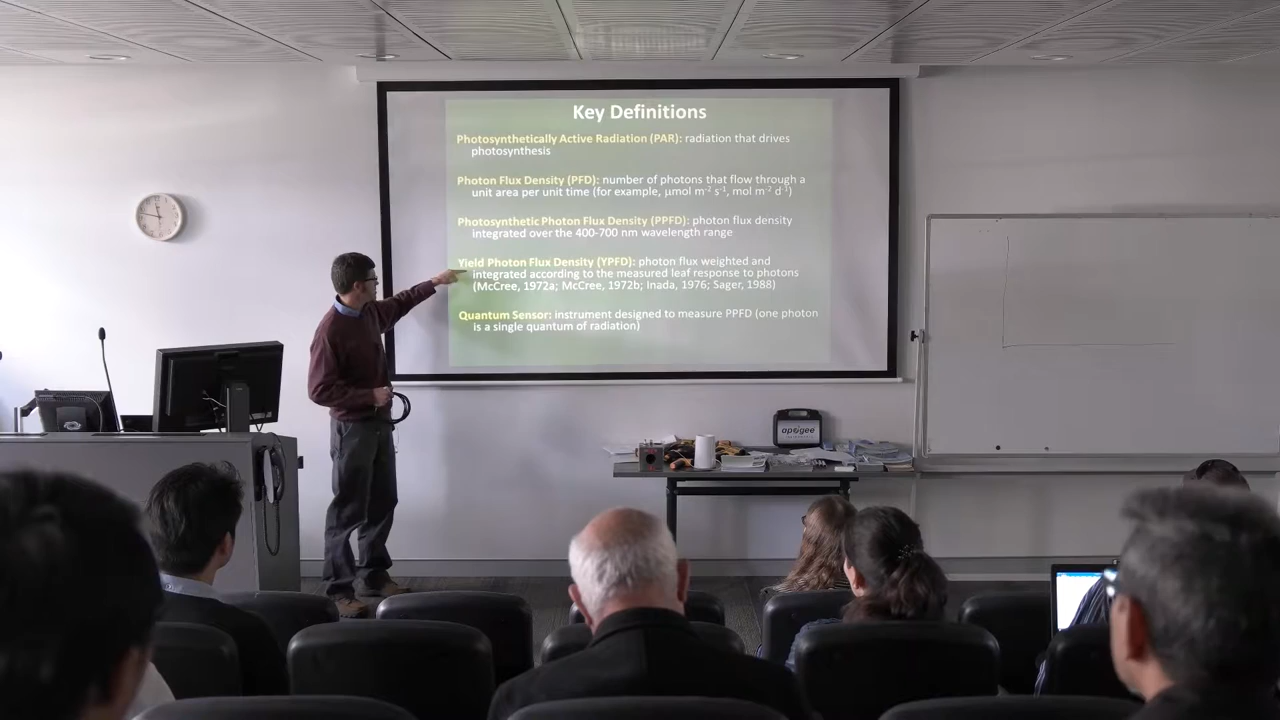 Key Definitions
Photosynthetically Active Radiation (PAR): radiation that drives
photosynthesis
Photon Flux Density (PFD): number of photons that flow through a
unit area per unit time (for example, μmol m⁻² s⁻¹, mol m⁻² d⁻¹)
Photosynthetic Photon Flux Density (PPFD): photon flux density
integrated over the 400-700 nm wavelength range
Yield Photon Flux Density (YPFD): photon flux weighted and
integrated according to the measured leaf response to photons
(McCree, 1972a; McCree, 1972b; Inada, 1976; Sager, 1988)
Quantum Sensor: instrument designed to measure PPFD (one photon
is a single quantum of radiation)
apogee